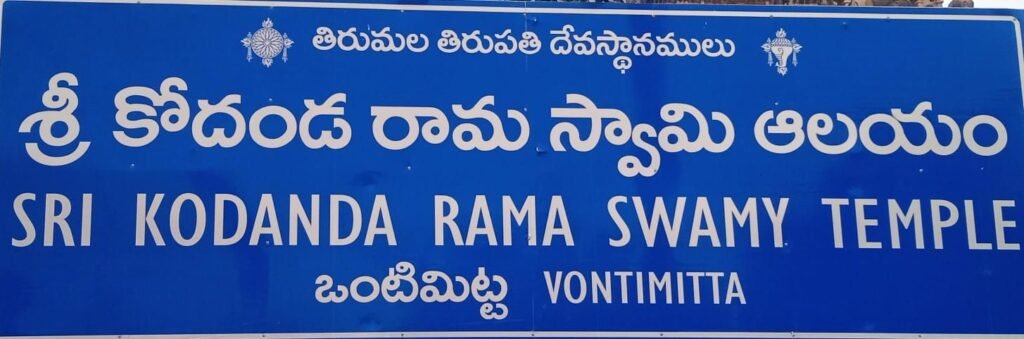 తిరుమల తిరుపతి దేవస్థానములు
శ్రీ కోదండ రామ స్వామి ఆలయం
SRI KODANDA RAMA SWAMY TEMPLE
ఒంటిమిట్ట VONTIMITTA